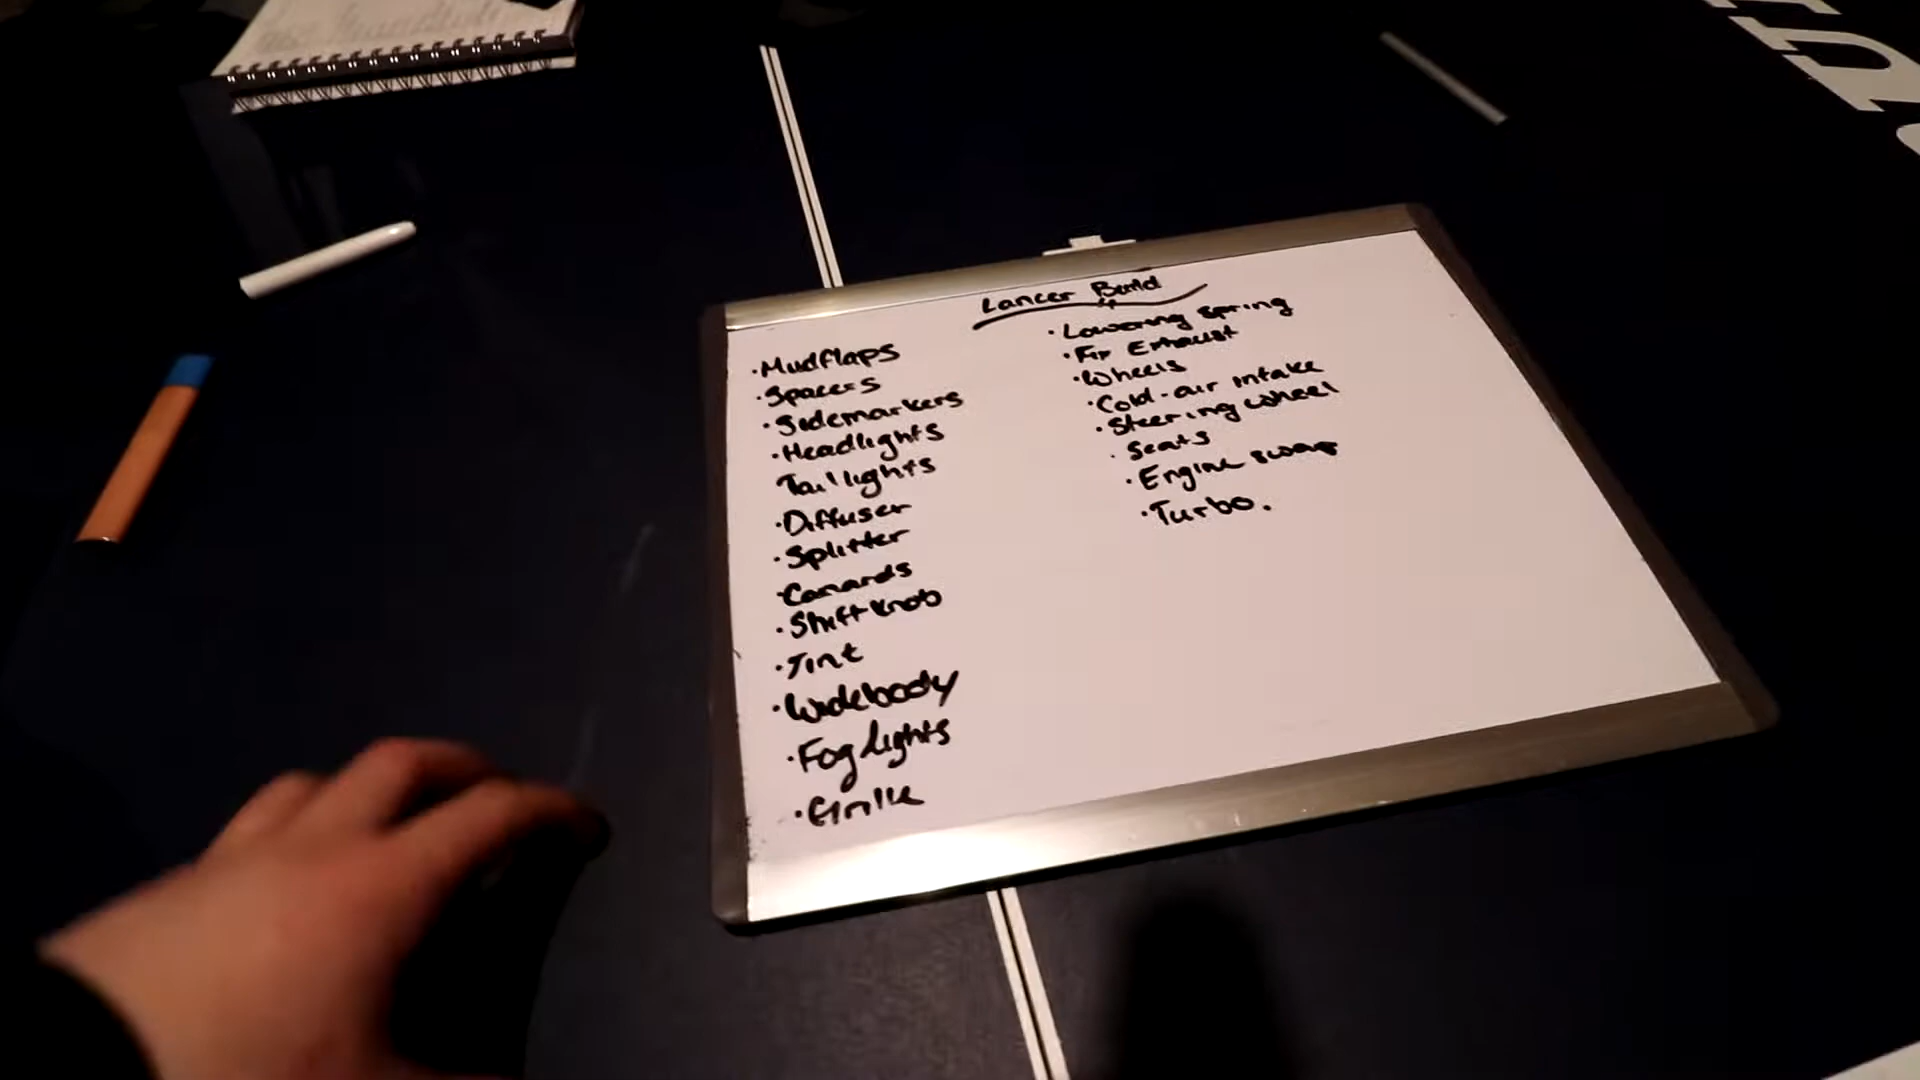 Lancer Build
·Mudflaps
·Spacers
·Sidemarkers
·Headlights
Taillights
·Diffuser
·Splitter
·Canards
·Shift knob
·Tint
·Widebody
·Fog lights
·Grille
·Lowering spring
·Fix Exhaust
·Wheels
·Cold-air intake
·Steering wheel
·Seats
·Engine swap
·Turbo.